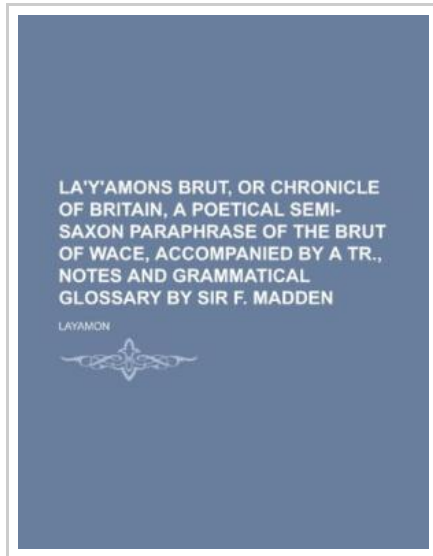 LA'Y'AMONS BRUT, OR CHRONICLE
OF BRITAIN, A POETICAL SEMI-
SAXON PARAPHRASE OF THE BRUT
OF WACE, ACCOMPANIED BY A TR.,
NOTES AND GRAMMATICAL
GLOSSARY BY SIR F. MADDEN
LAYAMON